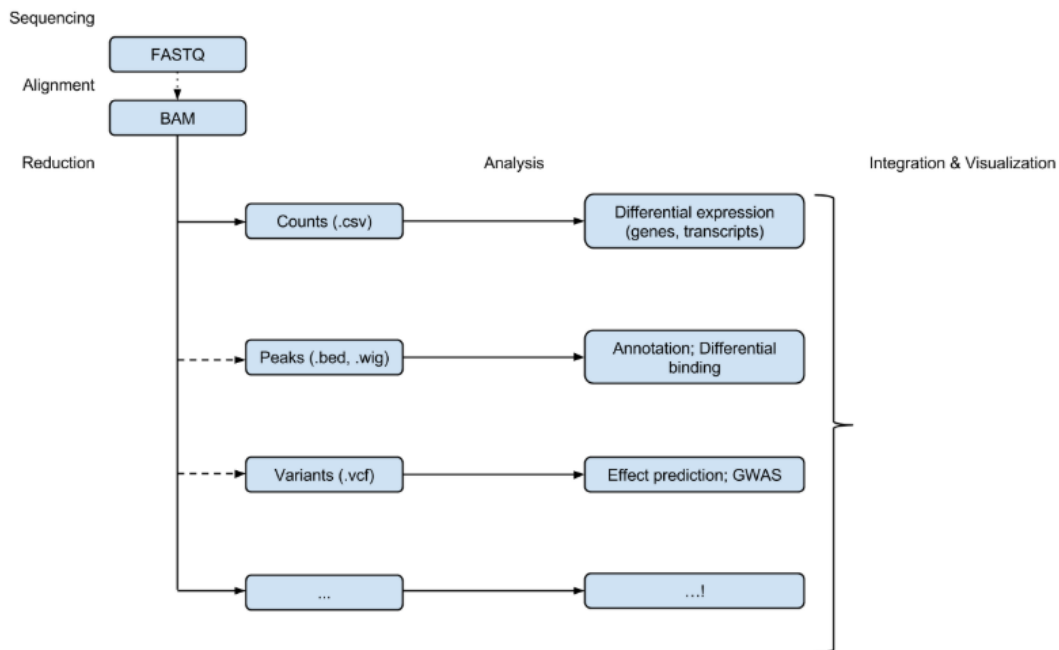 Sequencing
FASTQ
Alignment
BAM
Reduction
Analysis
Integration & Visualization
Counts (.csv)
Differential expression
(genes, transcripts)
Peaks (.bed, .wig)
Annotation; Differential
binding
Variants (.vcf)
Effect prediction; GWAS
...
...!